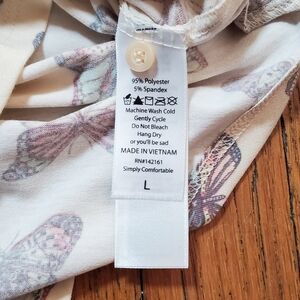 95% Polyester
5% Spandex
Machine Wash Cold
Gently Cycle
Do Not Bleach
Hang Dry
or you'll be sad
MADE IN VIETNAM
RN#142161
Simply Comfortable
L